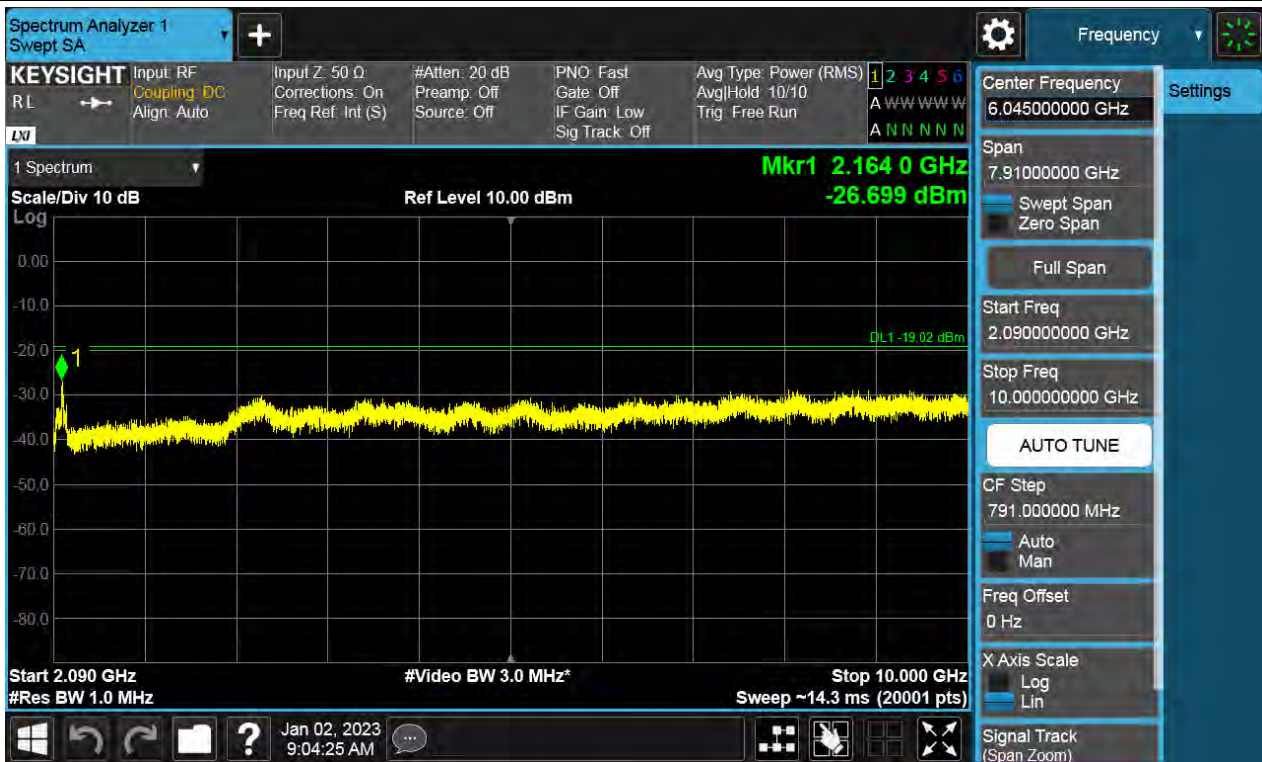 Spectrum Analyzer 1
Swept SA
+
Frequency
KEYSIGHT
RL
LXI
Input: RF
Coupling: DC
Align: Auto
Input Z: 50 Ω
Corrections: On
Freq Ref: Int (S)
#Atten: 20 dB
Preamp: Off
Source: Off
PNO: Fast
Gate: Off
IF Gain: Low
Sig Track: Off
Avg Type: Power (RMS)
Avg|Hold: 10/10
Trig: Free Run
1 2 3 4 5 6
A W W W W W
A N N N N N
1 Spectrum
Mkr1 2.164 0 GHz
Scale/Div 10 dB
Ref Level 10.00 dBm
-26.699 dBm
Log
0.00
-10.0
DL1 -19.02 dBm
-20.0
1
-30.0
-40.0
-50.0
-60.0
-70.0
-80.0
Start 2.090 GHz
#Video BW 3.0 MHz*
Stop 10.000 GHz
#Res BW 1.0 MHz
Sweep ~14.3 ms (20001 pts)
?
Jan 02, 2023
9:04:25 AM
Center Frequency
6.045000000 GHz
Settings
Span
7.91000000 GHz
Swept Span
Zero Span
Full Span
Start Freq
2.090000000 GHz
Stop Freq
10.000000000 GHz
AUTO TUNE
CF Step
791.000000 MHz
Auto
Man
Freq Offset
0 Hz
X Axis Scale
Log
Lin
Signal Track
(Span Zoom)